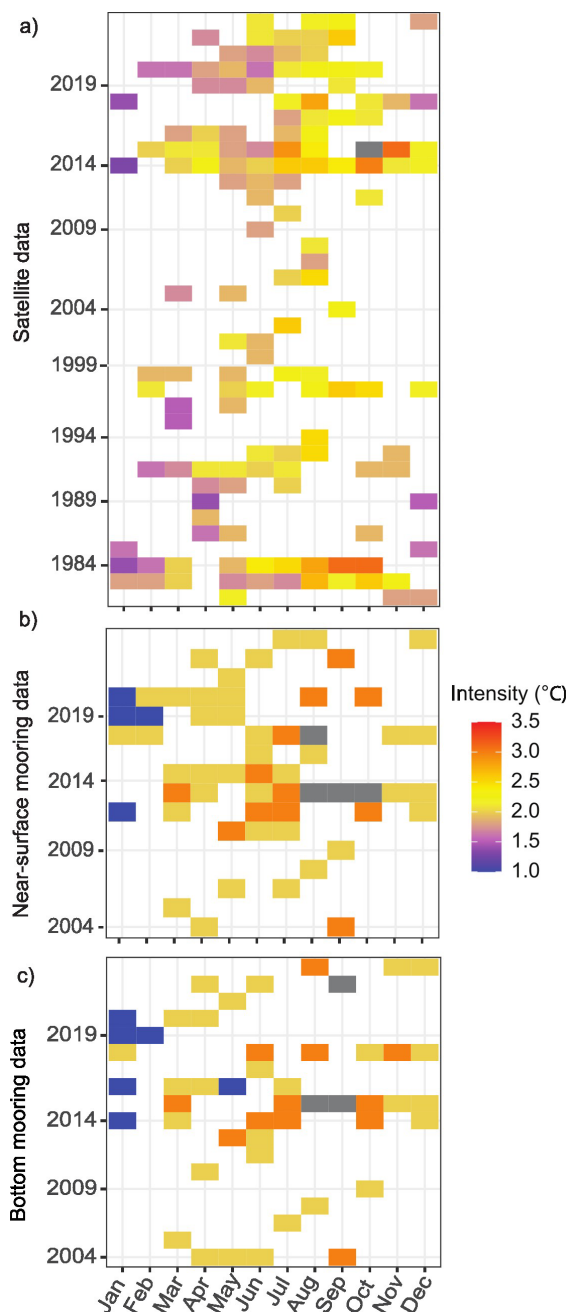 a)
Satellite data
2019
2014
2009
2004
1999
1994
1989
1984
b)
Near-surface mooring data
2019
2014
2009
2004
Intensity (°C)
3.5
3.0
2.5
2.0
1.5
1.0
c)
Bottom mooring data
2019
2014
2009
2004
Jan Feb Mar Apr May Jun Jul Aug Sep Oct Nov Dec